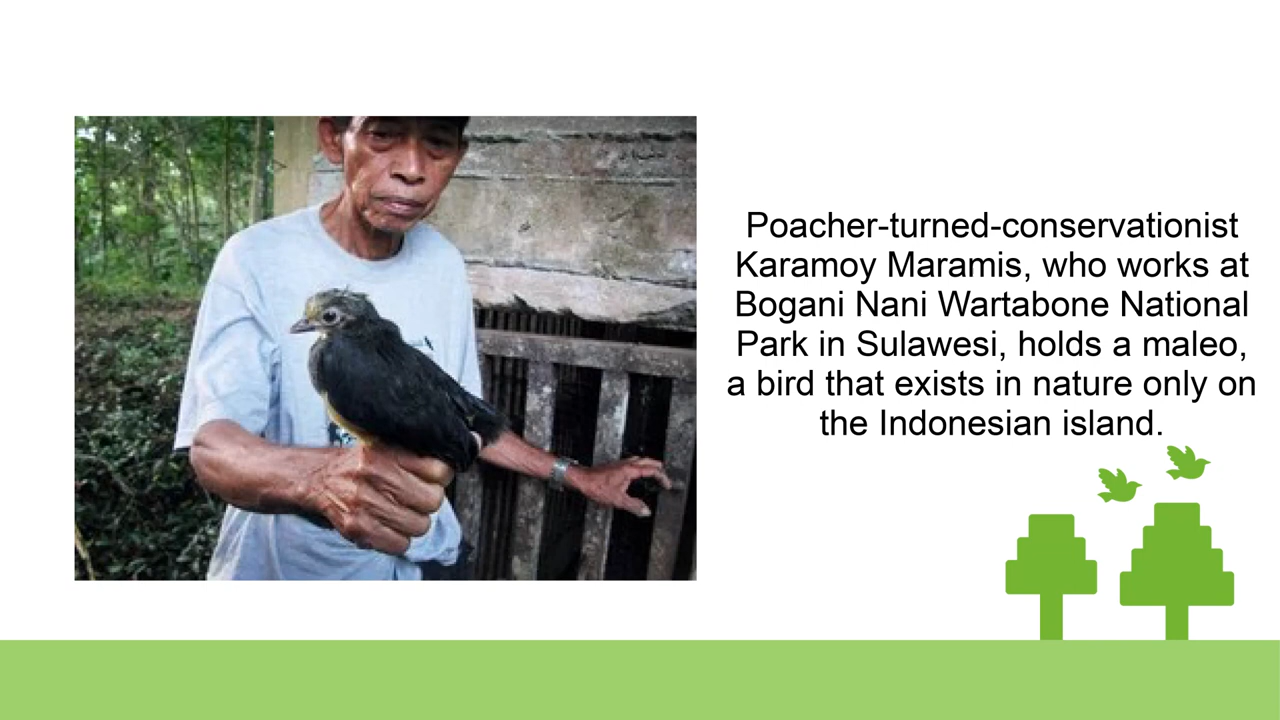 Poacher-turned-conservationist
Karamoy Maramis, who works at
Bogani Nani Wartabone National
Park in Sulawesi, holds a maleo,
a bird that exists in nature only on
the Indonesian island.